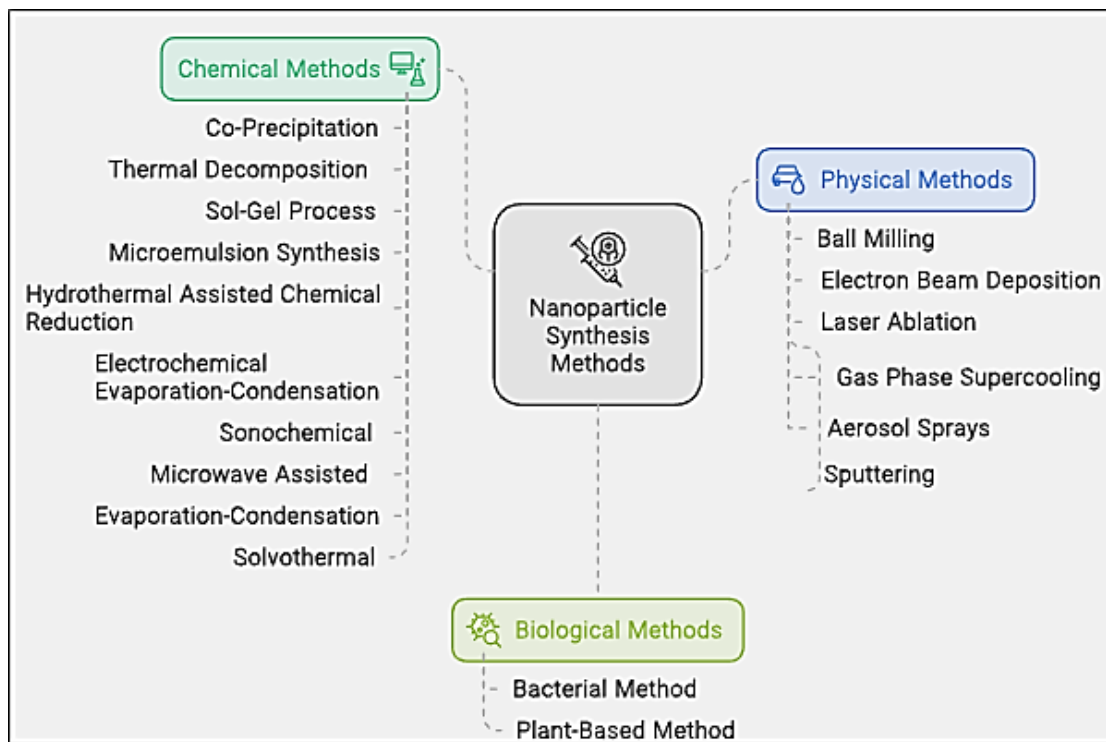 Chemical Methods
Co-Precipitation
Thermal Decomposition
Sol-Gel Process
Microemulsion Synthesis
Hydrothermal Assisted Chemical
Reduction
Electrochemical
Evaporation-Condensation
Sonochemical
Microwave Assisted
Evaporation-Condensation
Solvothermal
Nanoparticle
Synthesis
Methods
Physical Methods
Ball Milling
Electron Beam Deposition
Laser Ablation
Gas Phase Supercooling
Aerosol Sprays
Sputtering
Biological Methods
Bacterial Method
Plant-Based Method